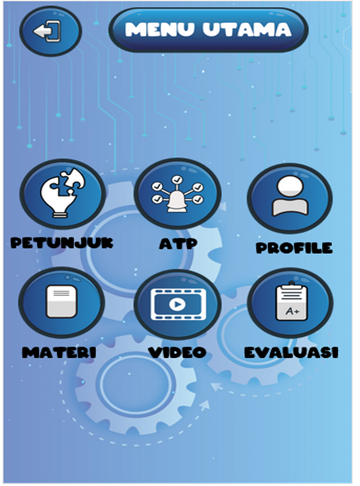 MENU UTAMA
PETUNJUK
ATP
PROFILE
A+
MATERI
VIDEO
EVALUASI